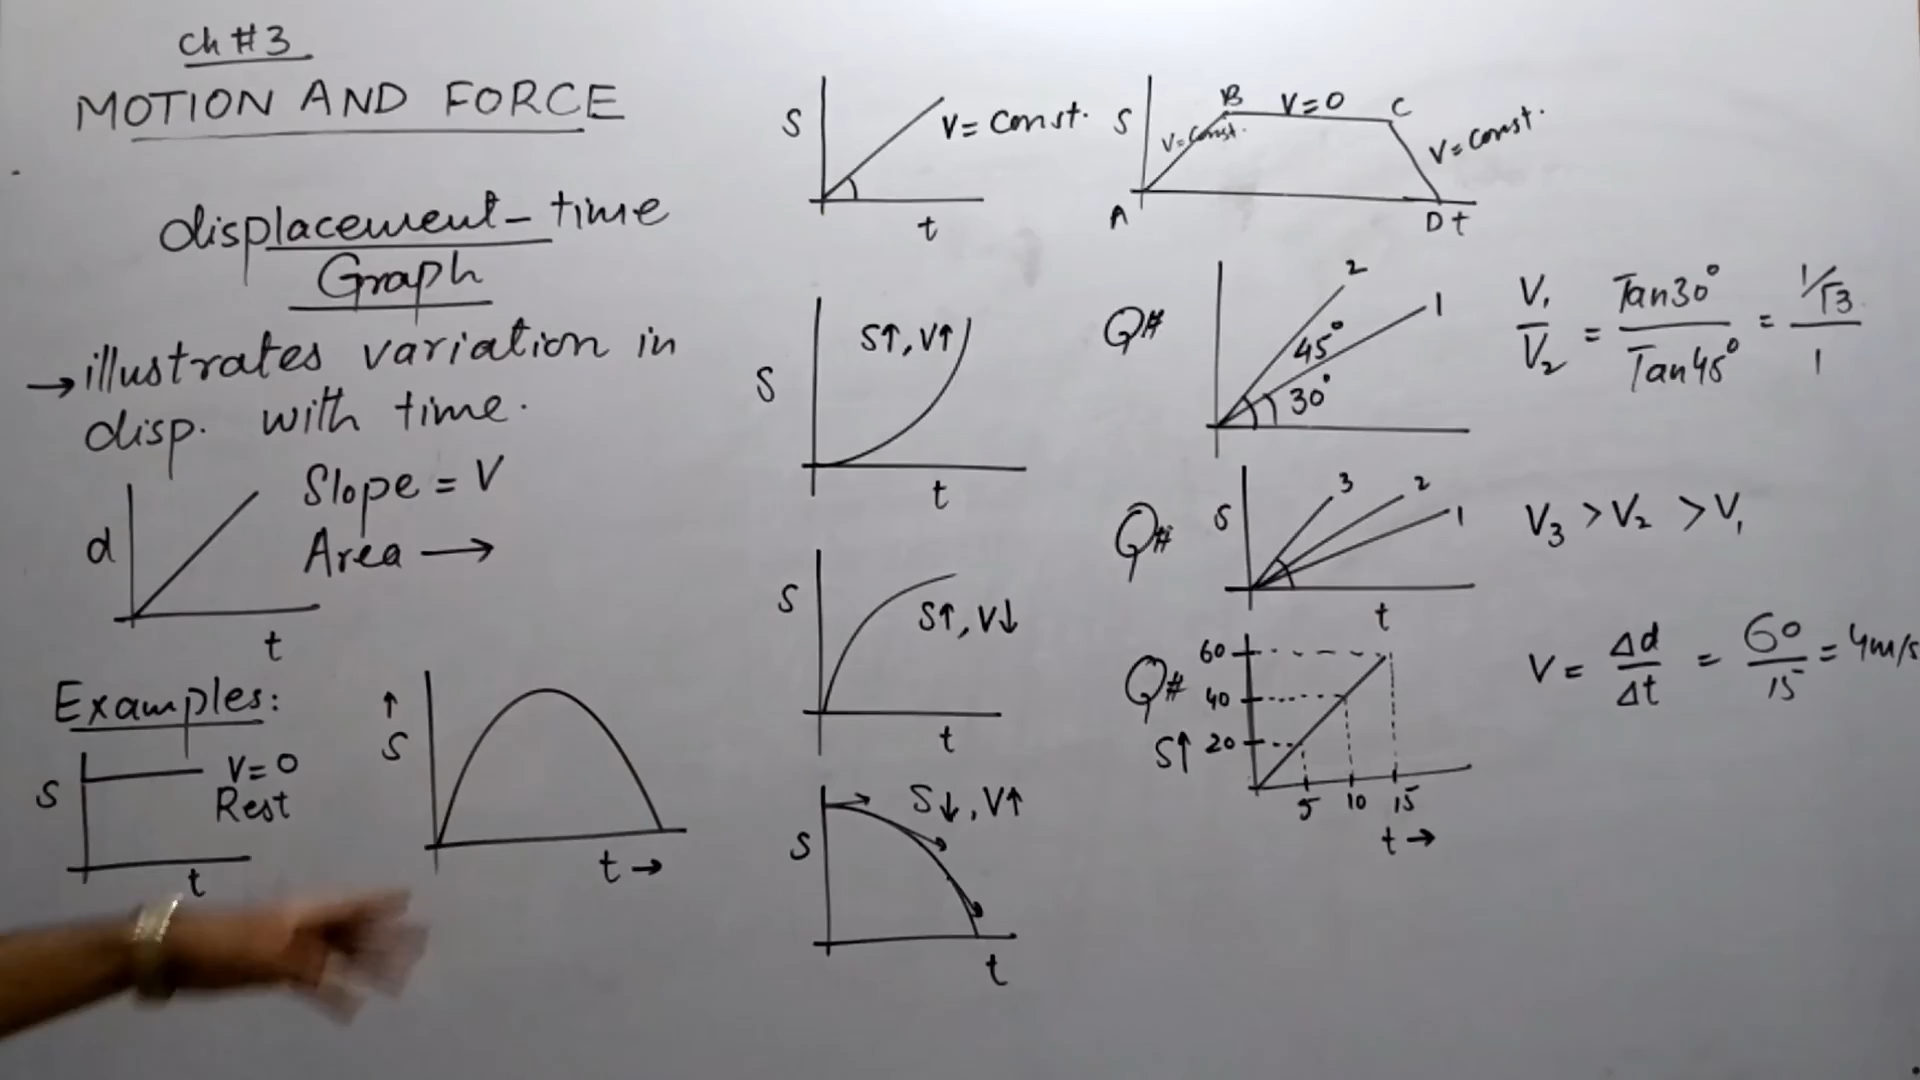 Ch # 3
MOTION AND FORCE
displacement-time
Graph
→ illustrates variation in
disp. with time.
d
t
Slope = V
Area →
Examples:
S
V = 0
Rest
t
↑
S
t →
S
V = Const.
t
S
S↑, V↑
t
S
S↑, V↓
t
S
S↓, V↑
t
S
A
V = Const.
B
V = 0
C
V = Const.
D t
Q#
2
1
45°
30°
V₁/V₂ = Tan30°/Tan45° = 1/√3/1
Q#
S
3
2
1
t
V₃ > V₂ > V₁
Q#
60
40
20
S↑
5 10 15
t →
V = Δd/Δt = 60/15 = 4m/s